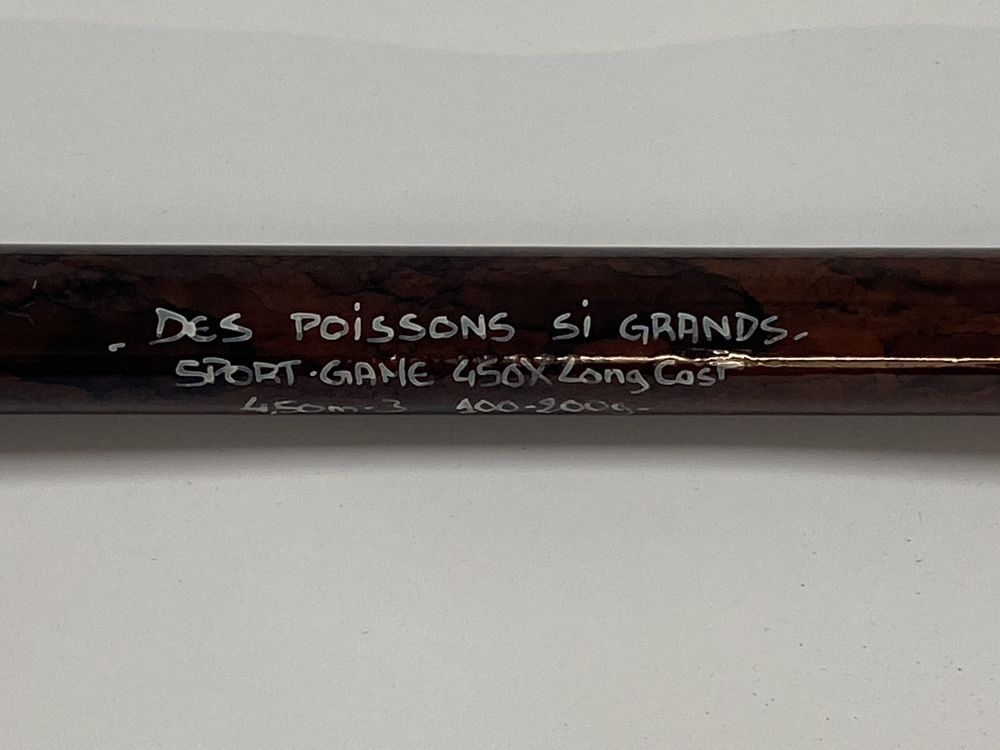 - DES POISSONS Si GRANDS.
SPORT-GAME 450X Long Cast
4,50m-3 100-200g-